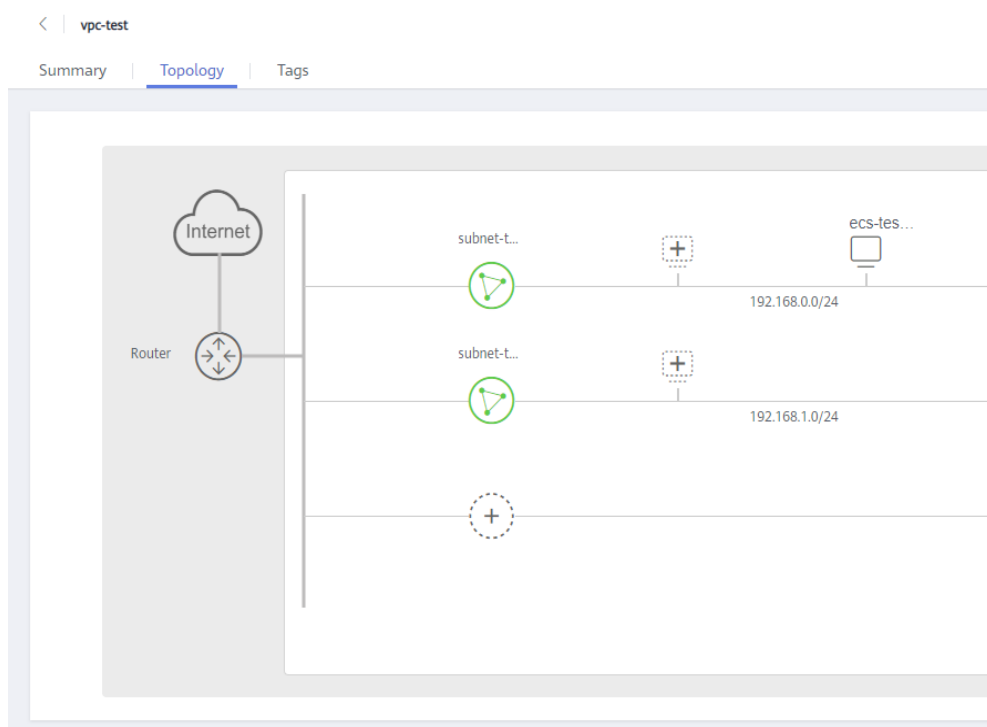 vpc-test
Summary
Topology
Tags
Internet
Router
subnet-t...
ecs-tes...
192.168.0.0/24
subnet-t...
192.168.1.0/24